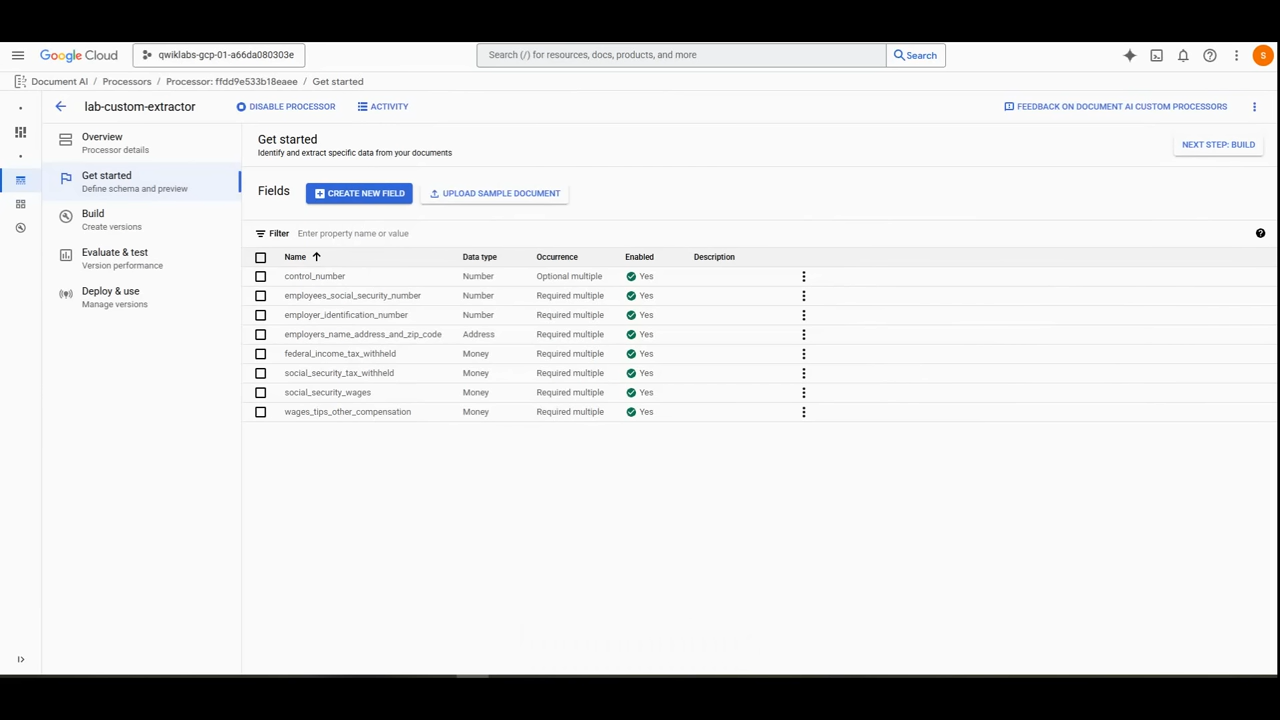 Google Cloud qwiklabs-gcp-01-a66da080303e Search (/) for resources, docs, products, and more Search S
Document AI / Processors / Processor: ffdd9e533b18eaee / Get started
lab-custom-extractor DISABLE PROCESSOR ACTIVITY FEEDBACK ON DOCUMENT AI CUSTOM PROCESSORS
Overview
Processor details
Get started
Define schema and preview
Build
Create versions
Evaluate & test
Version performance
Deploy & use
Manage versions
Get started
Identify and extract specific data from your documents
NEXT STEP: BUILD
Fields CREATE NEW FIELD UPLOAD SAMPLE DOCUMENT
Filter Enter property name or value
Name Data type Occurrence Enabled Description
control_number Number Optional multiple Yes
employees_social_security_number Number Required multiple Yes
employer_identification_number Number Required multiple Yes
employers_name_address_and_zip_code Address Required multiple Yes
federal_income_tax_withheld Money Required multiple Yes
social_security_tax_withheld Money Required multiple Yes
social_security_wages Money Required multiple Yes
wages_tips_other_compensation Money Required multiple Yes